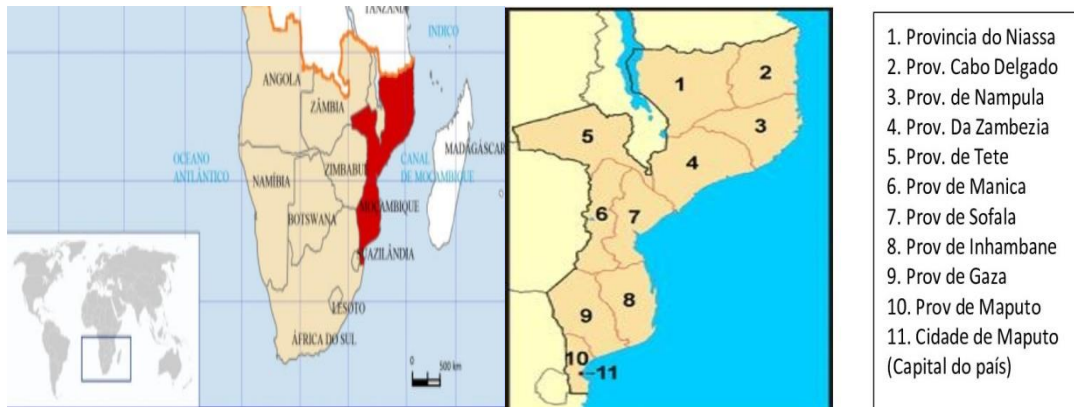 TANZANIA
INDICO
ANGOLA
ZÂMBIA
MADAGÁSCAR
OCEANO
ANTLÂNTICO
ZIMBABUE
CANAL
DE MOÇAMBIQUE
NAMÍBIA
MOÇAMBIQUE
BOTSWANA
SUAZILÂNDIA
LESOTO
ÁFRICA DO SUL
0 500 km
1
2
3
4
5
6
7
8
9
10
11
1. Provincia do Niassa
2. Prov. Cabo Delgado
3. Prov. de Nampula
4. Prov. Da Zambezia
5. Prov. de Tete
6. Prov de Manica
7. Prov de Sofala
8. Prov de Inhambane
9. Prov de Gaza
10. Prov de Maputo
11. Cidade de Maputo
(Capital do país)